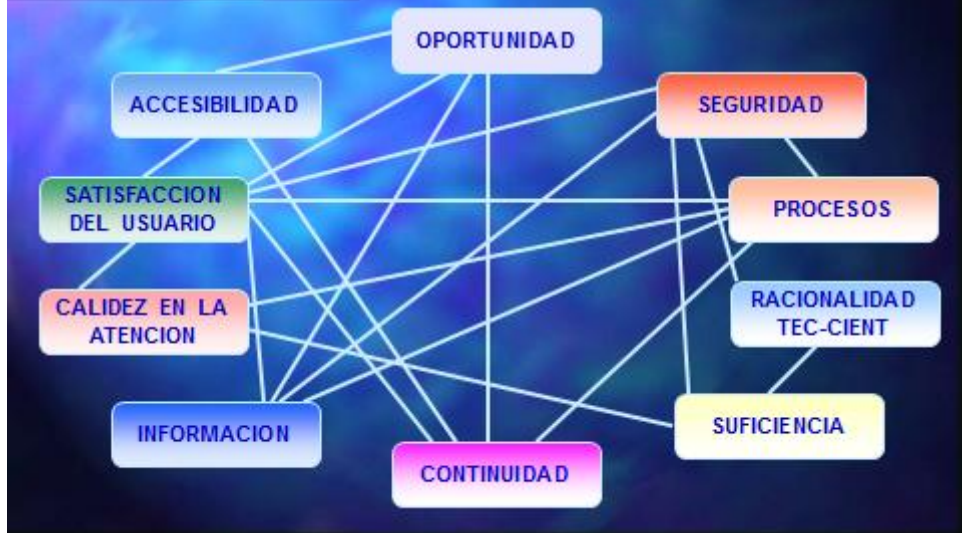 OPORTUNIDAD
ACCESIBILIDAD
SEGURIDAD
SATISFACCION
DEL USUARIO
PROCESOS
CALIDEZ EN LA
ATENCION
RACIONALIDAD
TEC-CIENT
INFORMACION
SUFICIENCIA
CONTINUIDAD